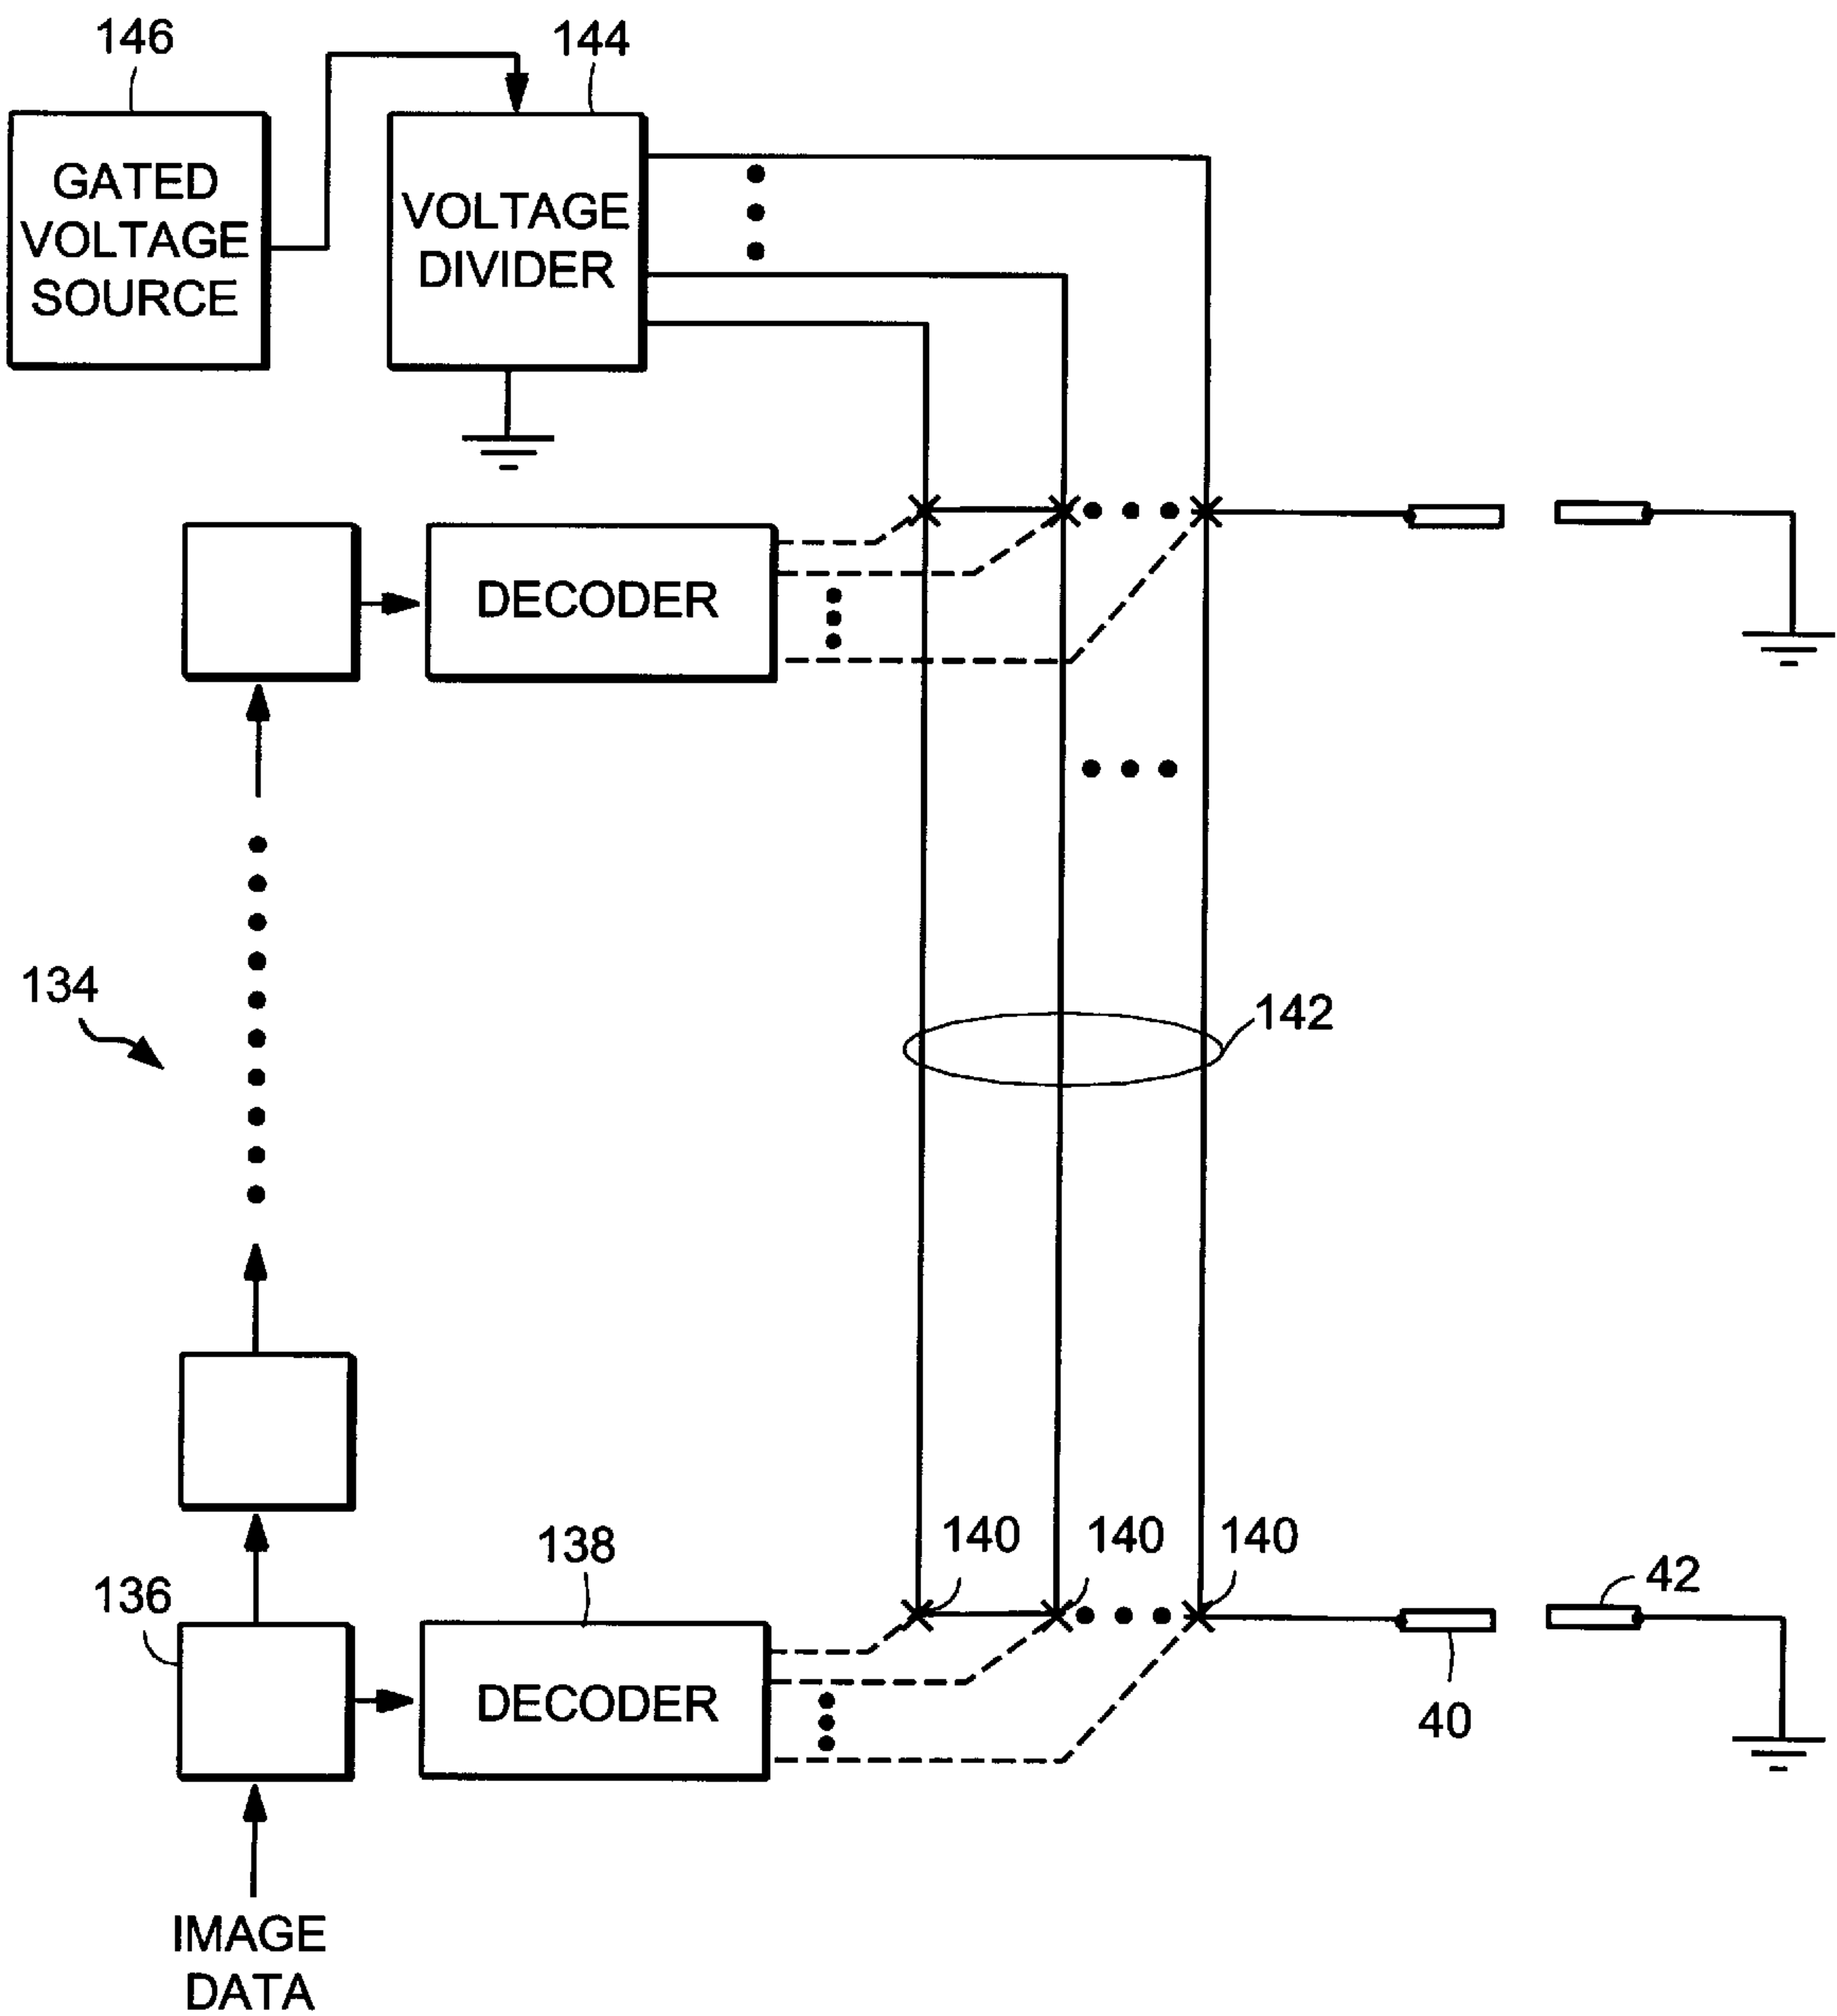 146
144
GATED
VOLTAGE
SOURCE
VOLTAGE
DIVIDER
DECODER
134
142
140
140
140
138
136
42
DECODER
40
IMAGE
DATA